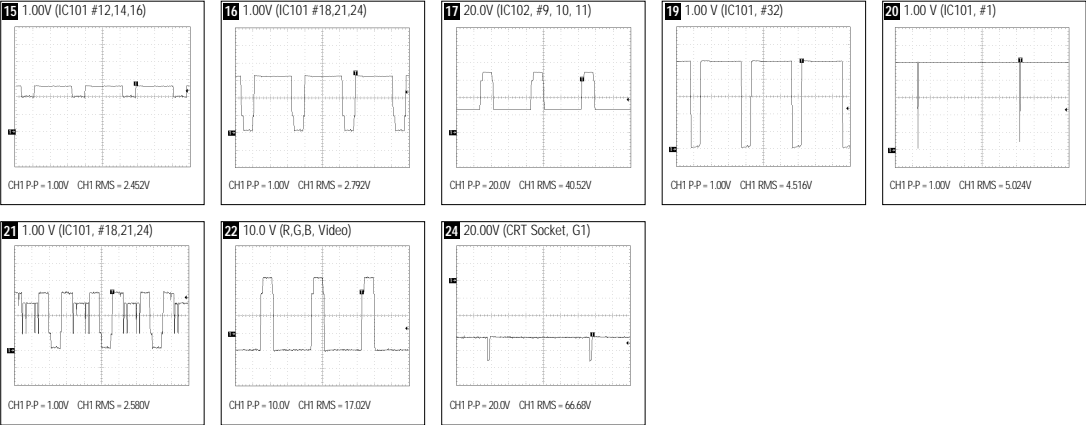 15 1.00V (IC101 #12,14,16)
CH1 P-P = 1.00V CH1 RMS = 2.452V
16 1.00V (IC101 #18,21,24)
CH1 P-P = 1.00V CH1 RMS = 2.792V
17 20.0V (IC102, #9, 10, 11)
CH1 P-P = 20.0V CH1 RMS = 40.52V
19 1.00 V (IC101, #32)
CH1 P-P = 1.00V CH1 RMS = 4.516V
20 1.00 V (IC101, #1)
CH1 P-P = 1.00V CH1 RMS = 5.024V
21 1.00 V (IC101, #18,21,24)
CH1 P-P = 1.00V CH1 RMS = 2.580V
22 10.0 V (R,G,B, Video)
CH1 P-P = 10.0V CH1 RMS = 17.02V
24 20.00V (CRT Socket, G1)
CH1 P-P = 20.0V CH1 RMS = 66.68V